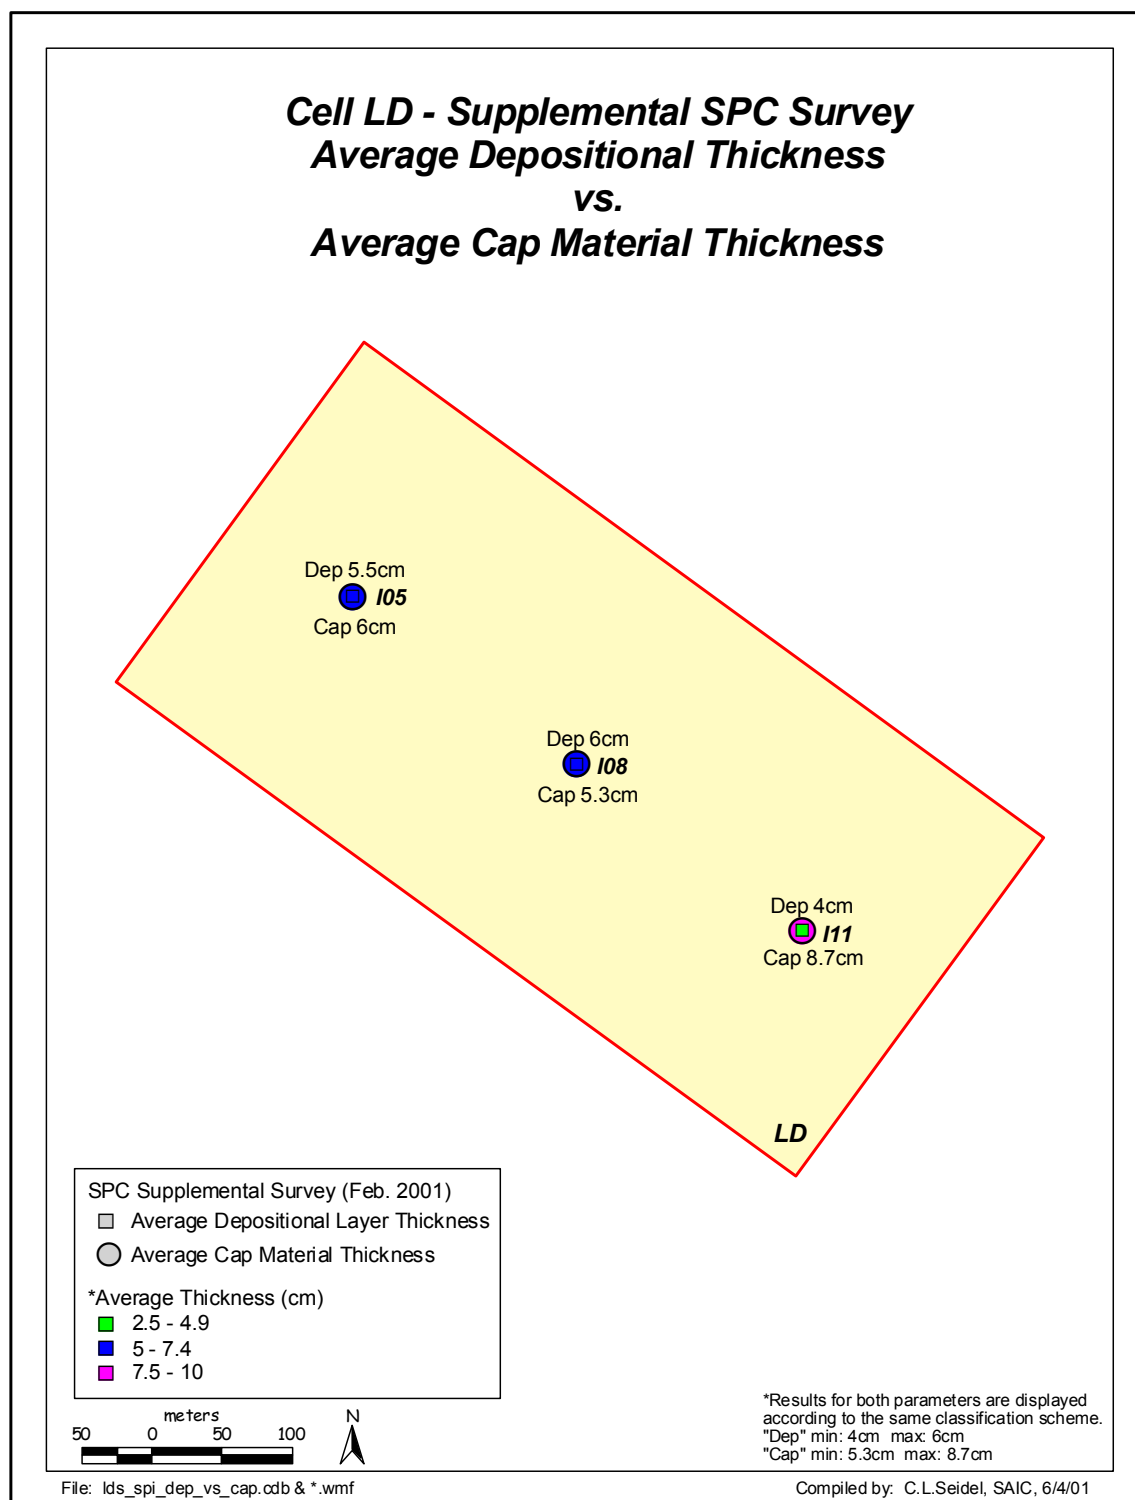 Cell LD - Supplemental SPC Survey
Average Depositional Thickness
vs.
Average Cap Material Thickness
Dep 5.5cm
I05
Cap 6cm
Dep 6cm
I08
Cap 5.3cm
Dep 4cm
I11
Cap 8.7cm
LD
SPC Supplemental Survey (Feb. 2001)
Average Depositional Layer Thickness
Average Cap Material Thickness
*Average Thickness (cm)
2.5 - 4.9
5 - 7.4
7.5 - 10
meters
50 0 50 100
N
*Results for both parameters are displayed
according to the same classification scheme.
"Dep" min: 4cm max: 6cm
"Cap" min: 5.3cm max: 8.7cm
File: lds_spi_dep_vs_cap.cdb & *.wmf
Compiled by: C.L.Seidel, SAIC, 6/4/01